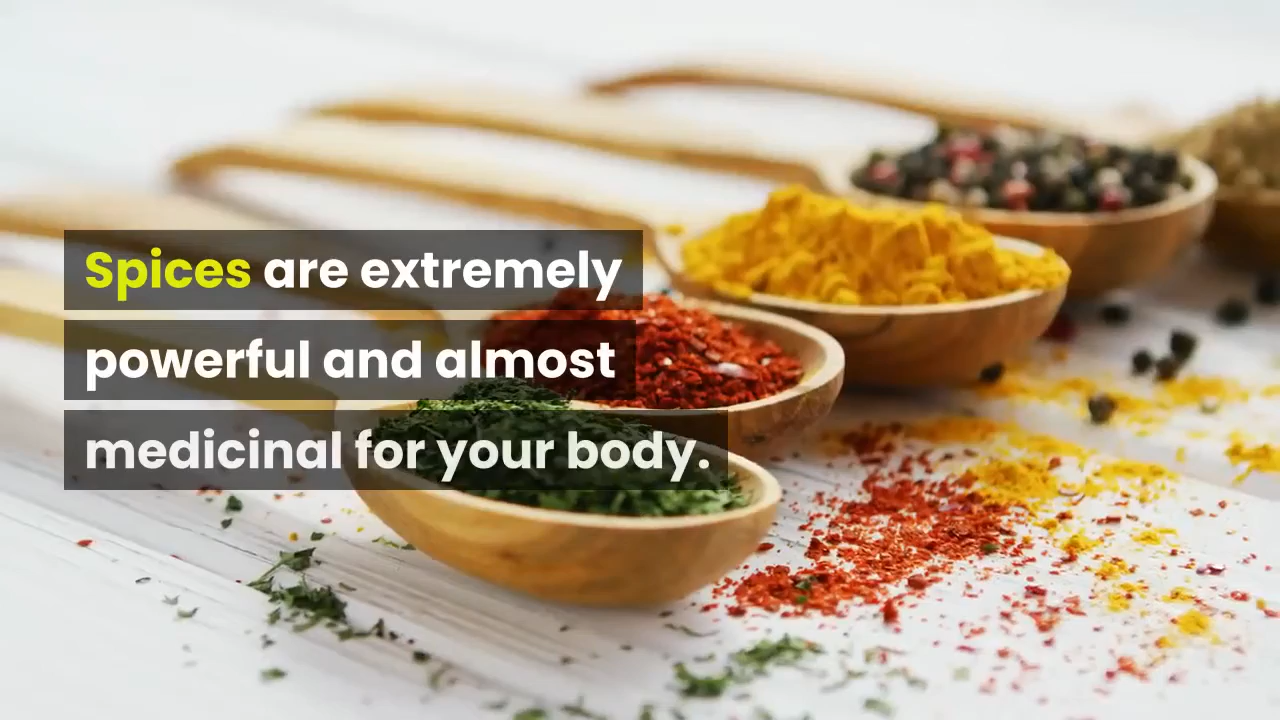 Spices are extremely
powerful and almost
medicinal for your body.